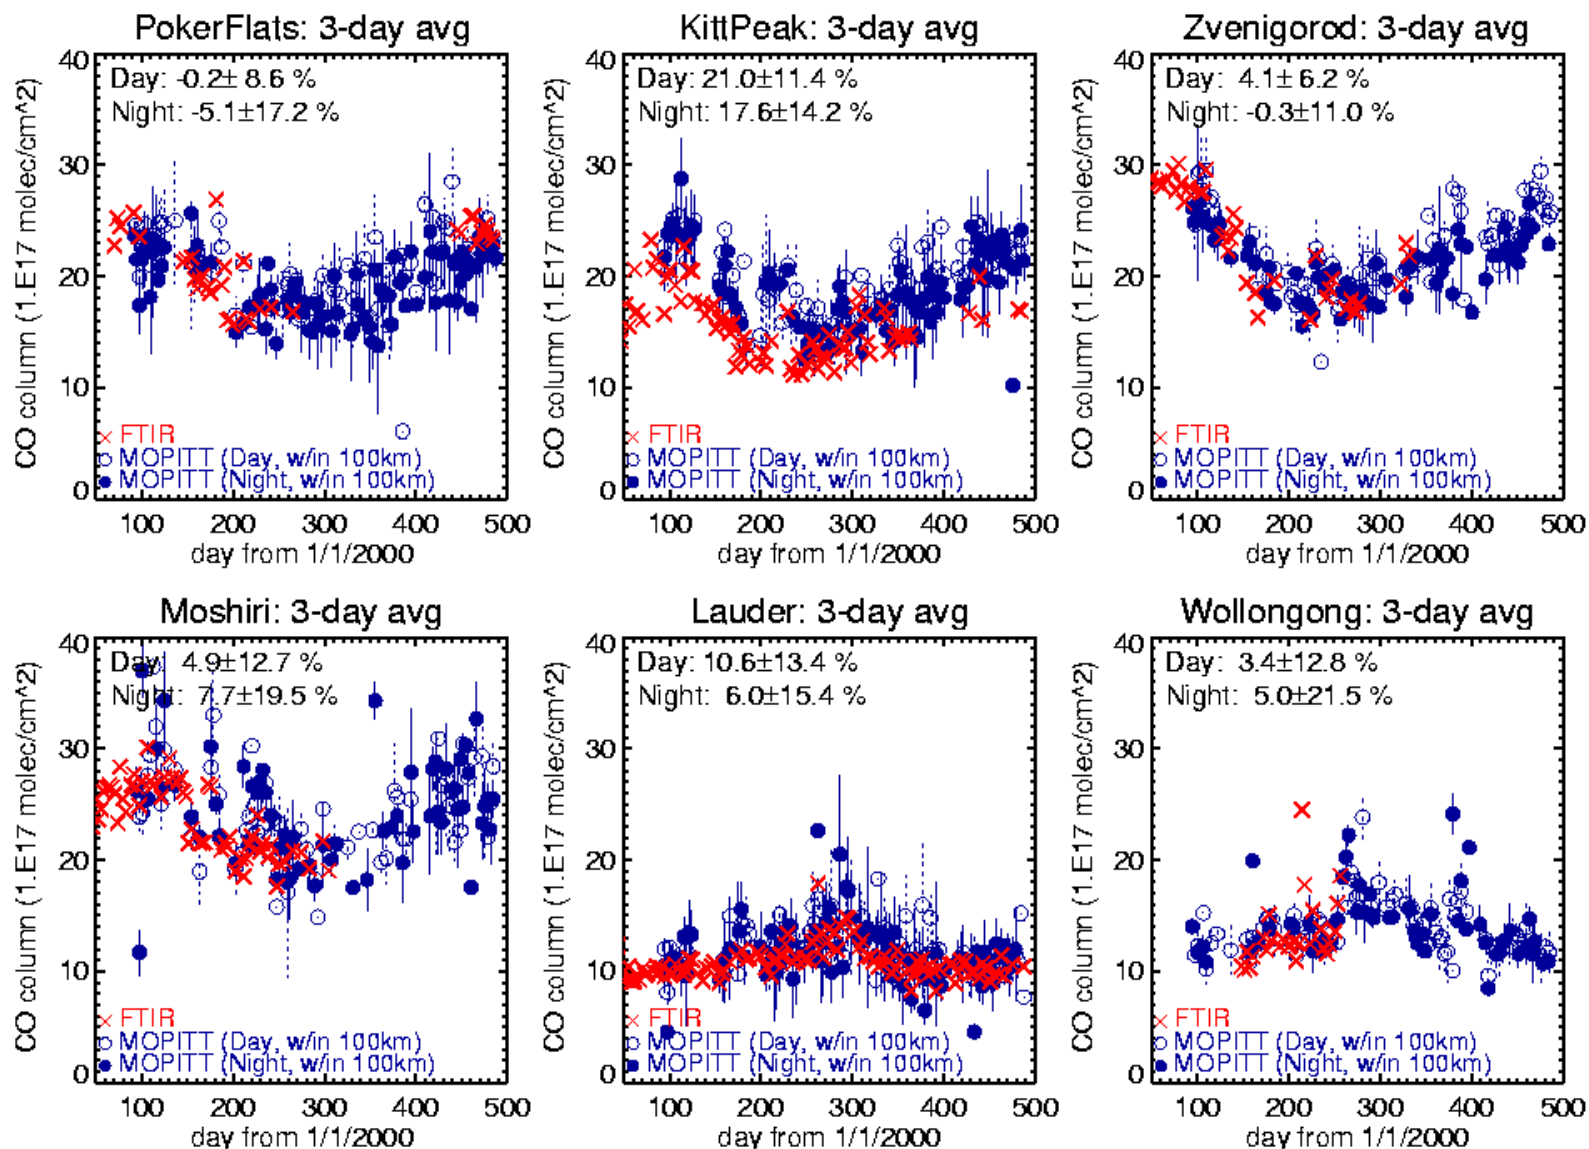 PokerFlats: 3-day avg
CO column (1.E17 molec/cm^2)
40
30
20
10
0
Day: -0.2± 8.6 %
Night: -5.1±17.2 %
FTIR
MOPITT (Day, w/in 100km)
MOPITT (Night, w/in 100km)
100 200 300 400 500
day from 1/1/2000
KittPeak: 3-day avg
CO column (1.E17 molec/cm^2)
40
30
20
10
0
Day: 21.0±11.4 %
Night: 17.6±14.2 %
FTIR
MOPITT (Day, w/in 100km)
MOPITT (Night, w/in 100km)
100 200 300 400 500
day from 1/1/2000
Zvenigorod: 3-day avg
CO column (1.E17 molec/cm^2)
40
30
20
10
0
Day: 4.1± 6.2 %
Night: -0.3±11.0 %
FTIR
MOPITT (Day, w/in 100km)
MOPITT (Night, w/in 100km)
100 200 300 400 500
day from 1/1/2000
Moshiri: 3-day avg
CO column (1.E17 molec/cm^2)
40
30
20
10
0
Day: 4.9±12.7 %
Night: 7.7±19.5 %
FTIR
MOPITT (Day, w/in 100km)
MOPITT (Night, w/in 100km)
100 200 300 400 500
day from 1/1/2000
Lauder: 3-day avg
CO column (1.E17 molec/cm^2)
40
30
20
10
0
Day: 10.6±13.4 %
Night: 6.0±15.4 %
FTIR
MOPITT (Day, w/in 100km)
MOPITT (Night, w/in 100km)
100 200 300 400 500
day from 1/1/2000
Wollongong: 3-day avg
CO column (1.E17 molec/cm^2)
40
30
20
10
0
Day: 3.4±12.8 %
Night: 5.0±21.5 %
FTIR
MOPITT (Day, w/in 100km)
MOPITT (Night, w/in 100km)
100 200 300 400 500
day from 1/1/2000